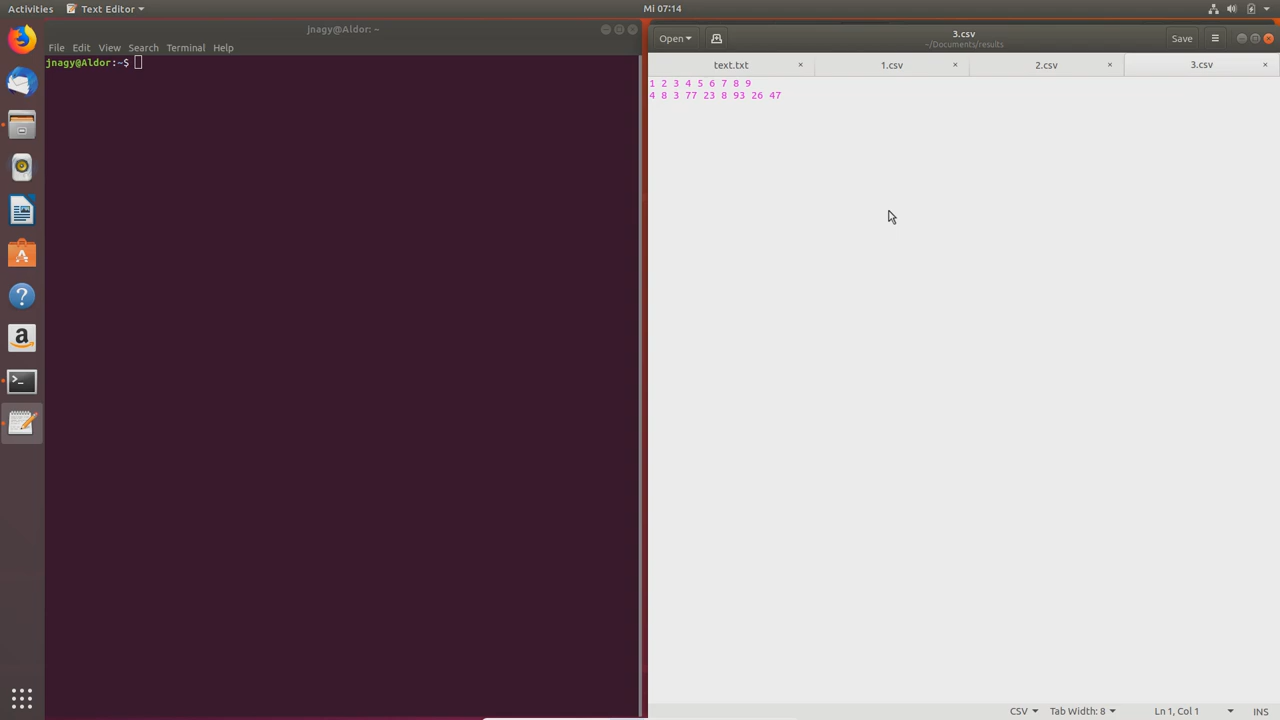 Activities Text Editor Mi 07:14
jnagy@Aldor: ~
File Edit View Search Terminal Help
jnagy@Aldor:~$
Open 3.csv Save
~/Documents/results
text.txt 1.csv 2.csv 3.csv
1 2 3 4 5 6 7 8 9
4 8 3 77 23 8 93 26 47
CSV Tab Width: 8 Ln 1, Col 1 INS